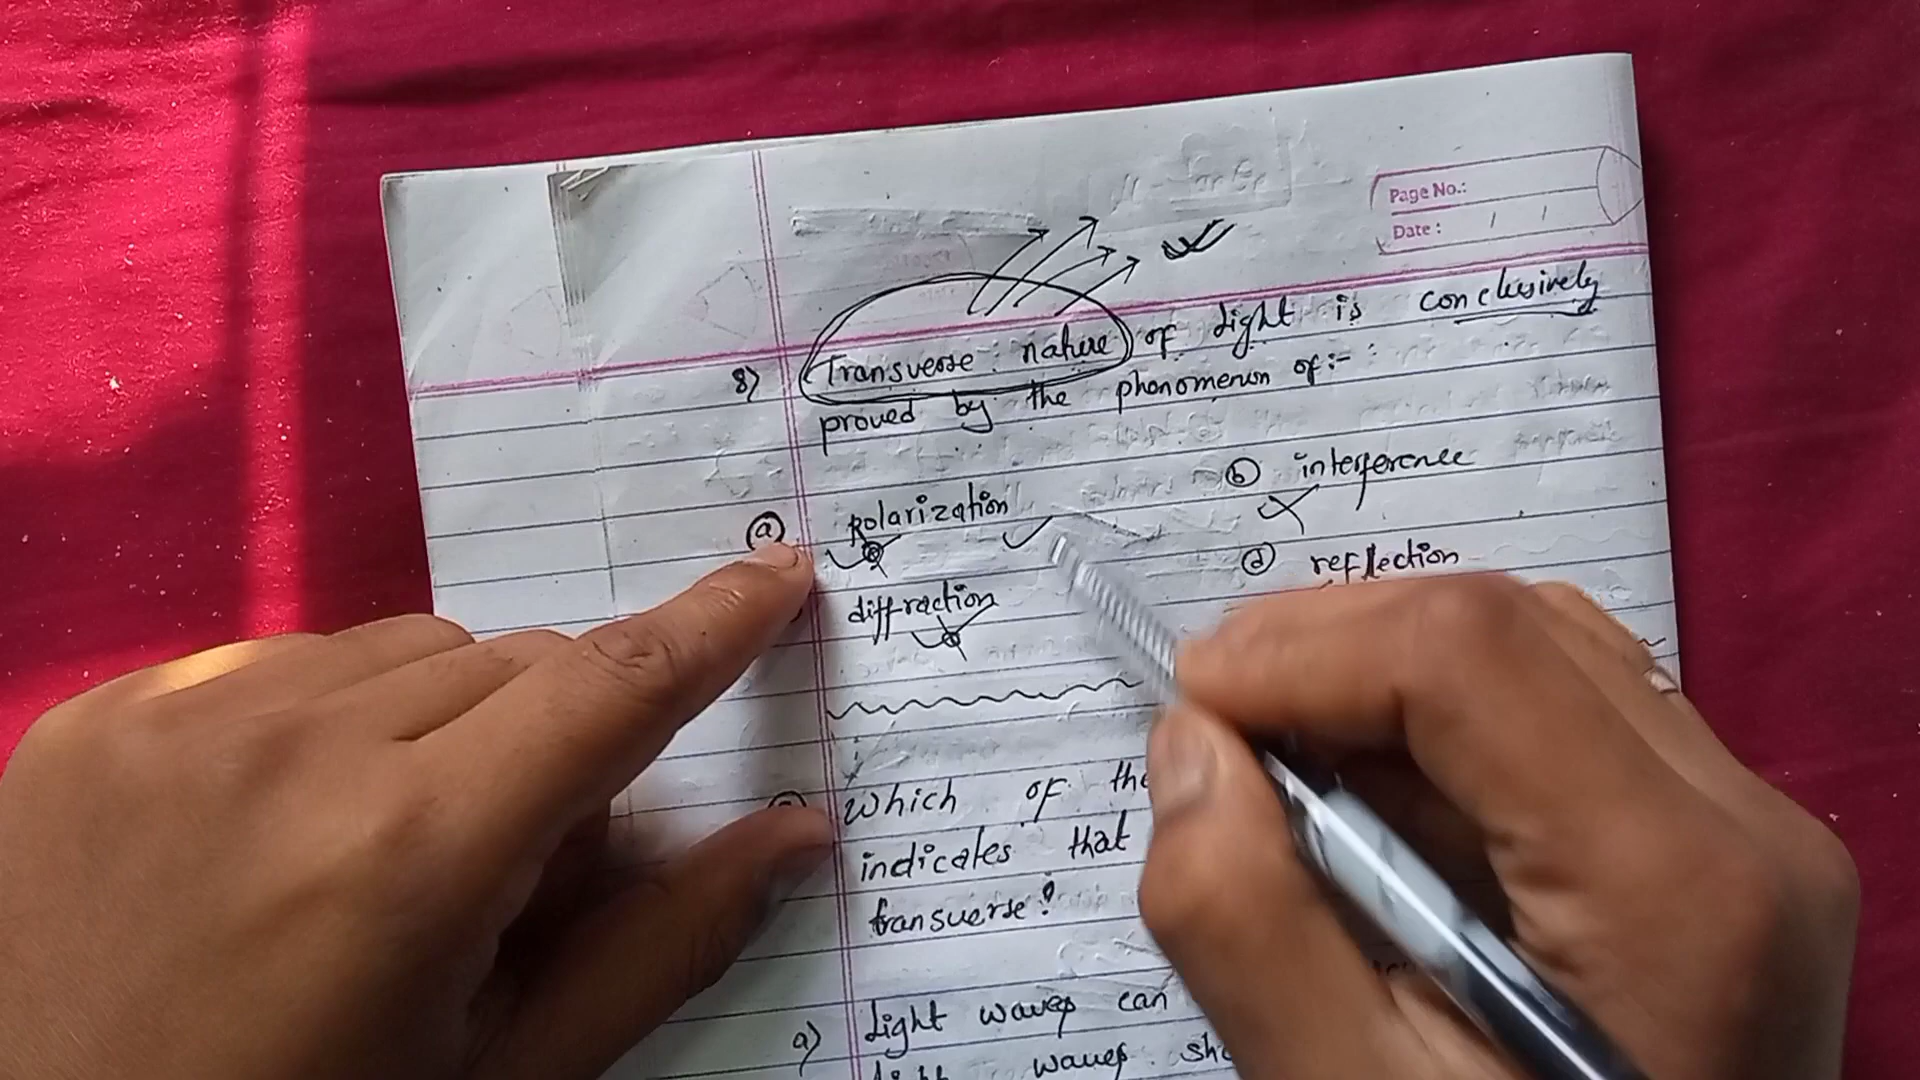 Page No.:
Date :
8) Transverse nature of Light is conclusively
proved by the phenomenon of:-
(a) polarization (b) interference
diffraction (d) reflection
Which of the
indicates that
transverse?
a) Light waves can
waves